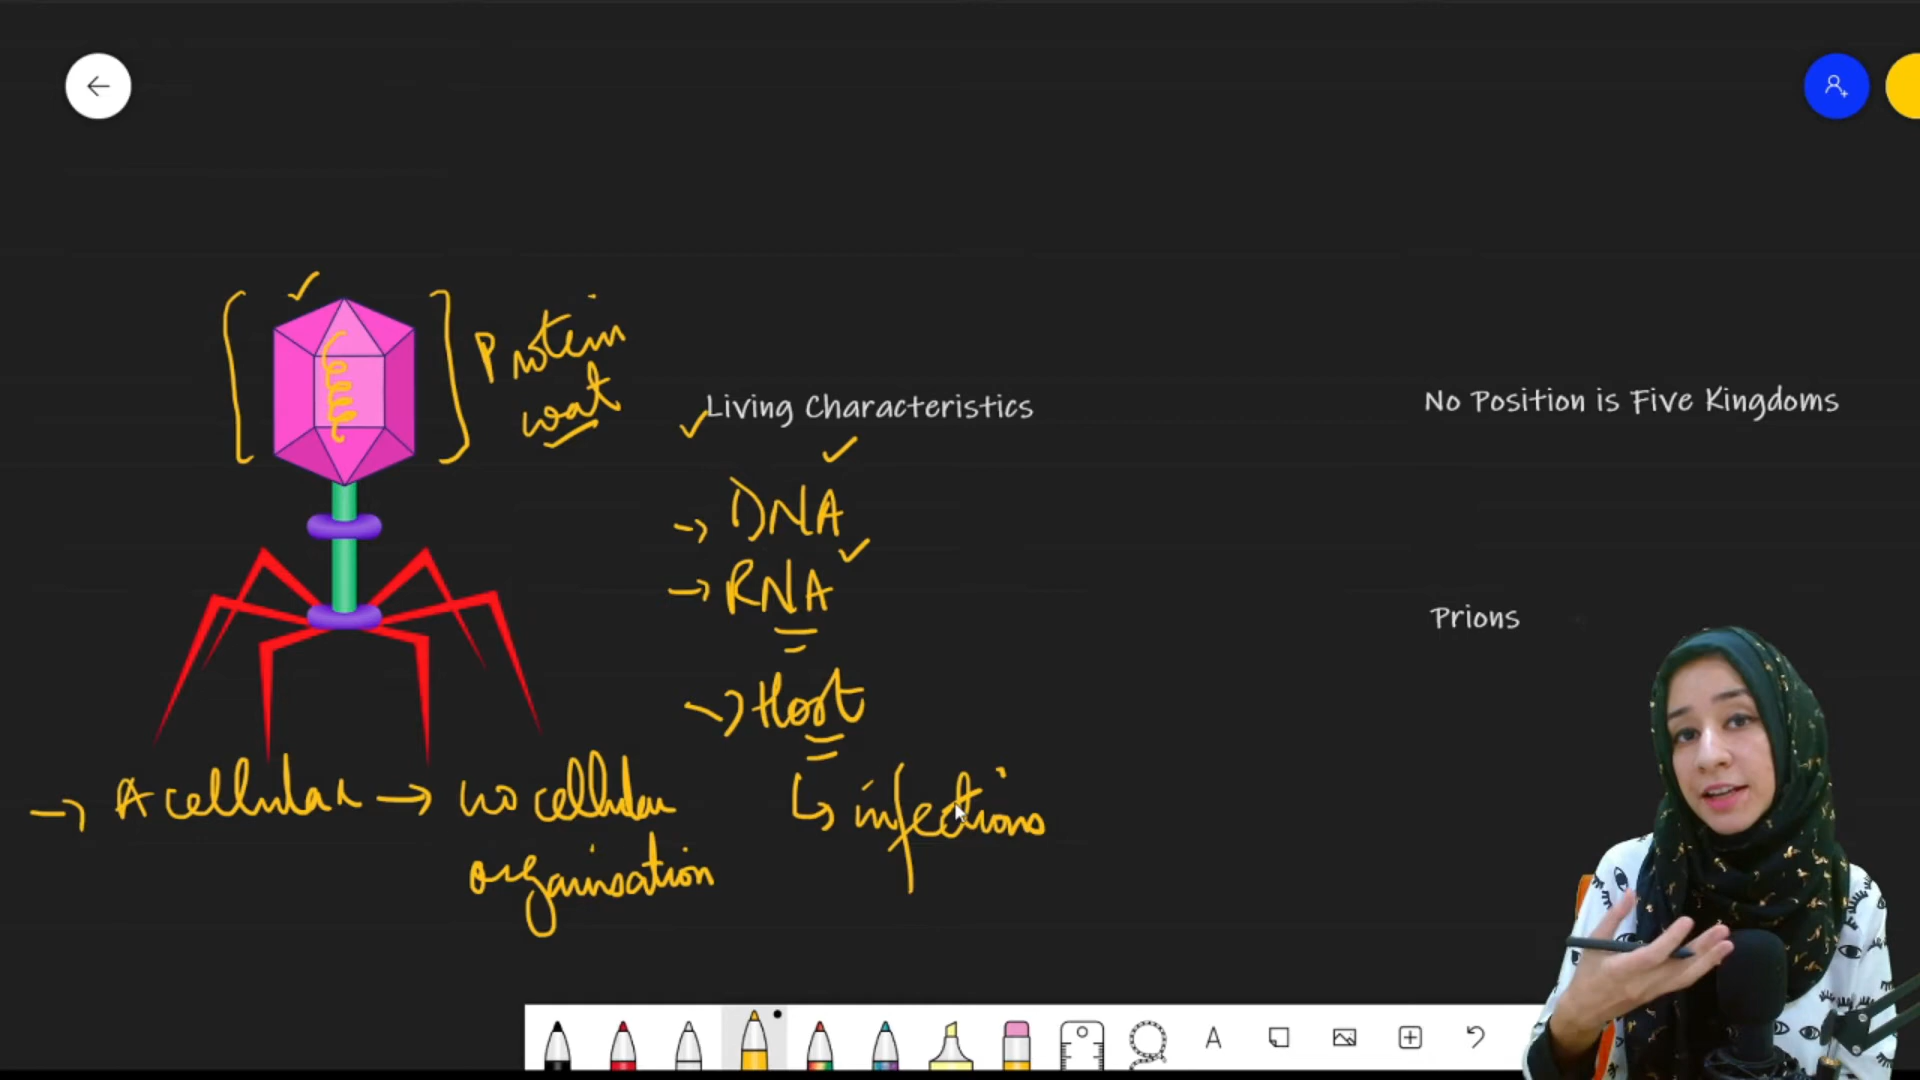 Protein
coat
Living Characteristics
DNA
RNA
Host
infections
Acellular → no cellular
organisation
No Position is Five Kingdoms
Prions
A